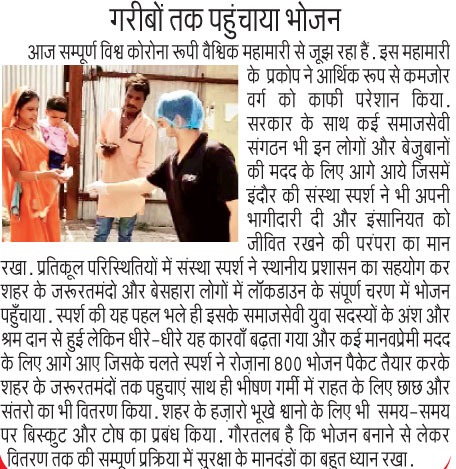 गरीबों तक पहुंचाया भोजन
आज सम्पूर्ण विश्व कोरोना रूपी वैश्विक महामारी से जूझ रहा हैं . इस महामारी
के प्रकोप ने आर्थिक रूप से कमजोर
वर्ग को काफी परेशान किया.
सरकार के साथ कई समाजसेवी
संगठन भी इन लोगों और बेजुबानों
की मदद के लिए आगे आये जिसमें
इंदौर की संस्था स्पर्श ने भी अपनी
भागीदारी दी और इंसानियत को
जीवित रखने की परंपरा का मान
रखा . प्रतिकूल परिस्थितियों में संस्था स्पर्श ने स्थानीय प्रशासन का सहयोग कर
शहर के जरूरतमंदो और बेसहारा लोगों में लॉकडाउन के संपूर्ण चरण में भोजन
पहुँचाया . स्पर्श की यह पहल भले ही इसके समाजसेवी युवा सदस्यों के अंश और
श्रम दान से हुई लेकिन धीरे-धीरे यह कारवाँ बढ़ता गया और कई मानवप्रेमी मदद
के लिए आगे आए जिसके चलते स्पर्श ने रोज़ाना 800 भोजन पैकेट तैयार करके
शहर के जरूरतमंदों तक पहुचाएं साथ ही भीषण गर्मी में राहत के लिए छाछ और
संतरो का भी वितरण किया . शहर के हज़ारो भूखे श्वानो के लिए भी समय-समय
पर बिस्कुट और टोष का प्रबंध किया . गौरतलब है कि भोजन बनाने से लेकर
वितरण तक की सम्पूर्ण प्रक्रिया में सुरक्षा के मानदंडों का बहुत ध्यान रखा .